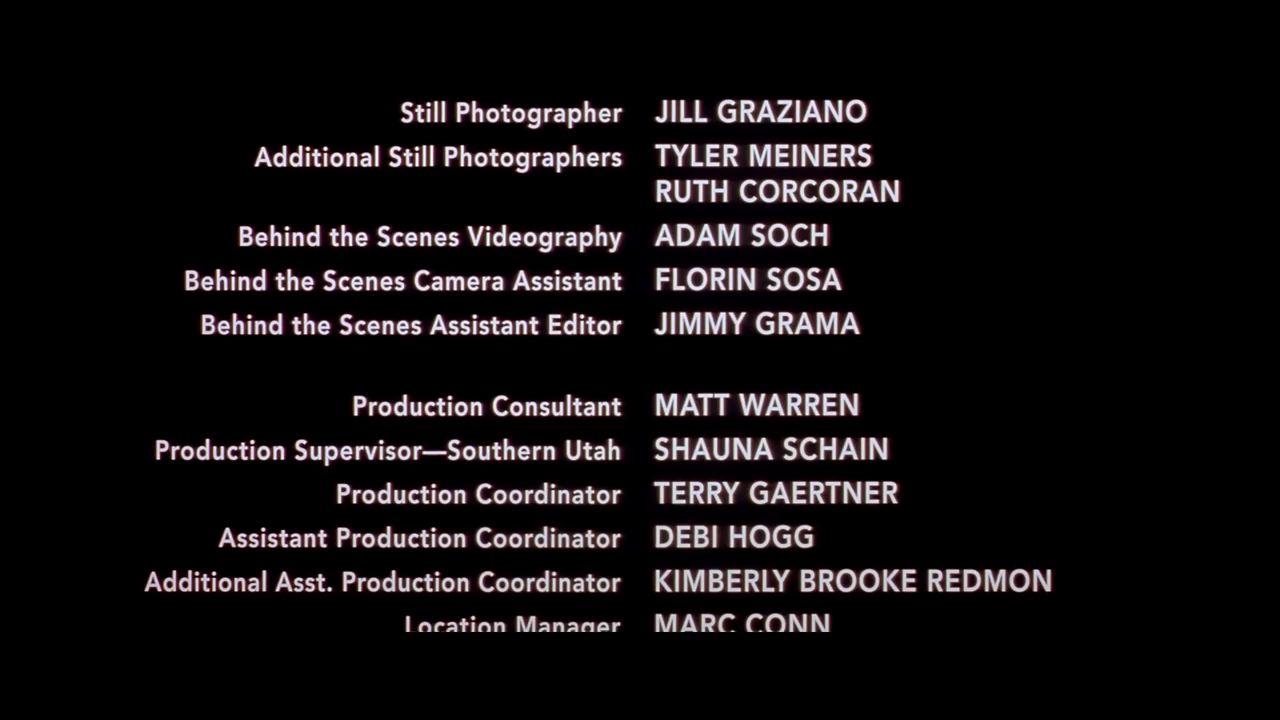 Still Photographer JILL GRAZIANO
Additional Still Photographers TYLER MEINERS
RUTH CORCORAN
Behind the Scenes Videography ADAM SOCH
Behind the Scenes Camera Assistant FLORIN SOSA
Behind the Scenes Assistant Editor JIMMY GRAMA
Production Consultant MATT WARREN
Production Supervisor—Southern Utah SHAUNA SCHAIN
Production Coordinator TERRY GAERTNER
Assistant Production Coordinator DEBI HOGG
Additional Asst. Production Coordinator KIMBERLY BROOKE REDMON
Location Manager MARC CONN